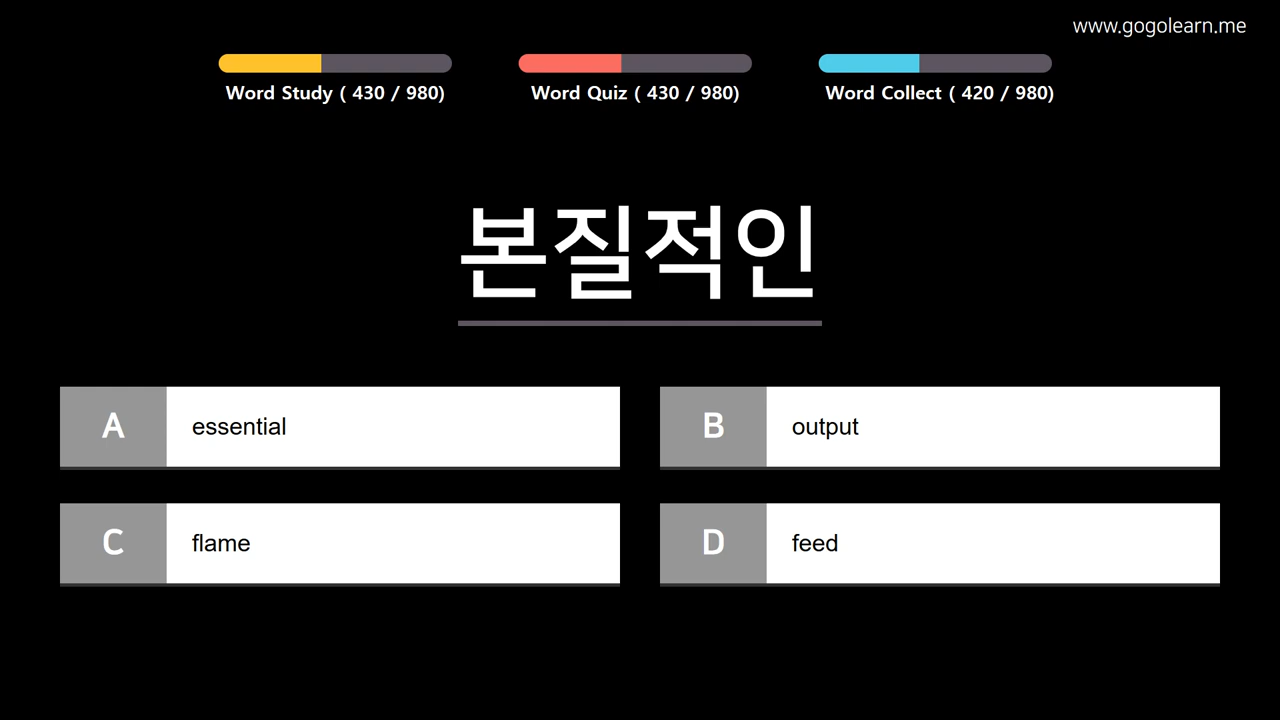 www.gogolearn.me
Word Study ( 430 / 980)
Word Quiz ( 430 / 980)
Word Collect ( 420 / 980)
본질적인
A essential
B output
C flame
D feed